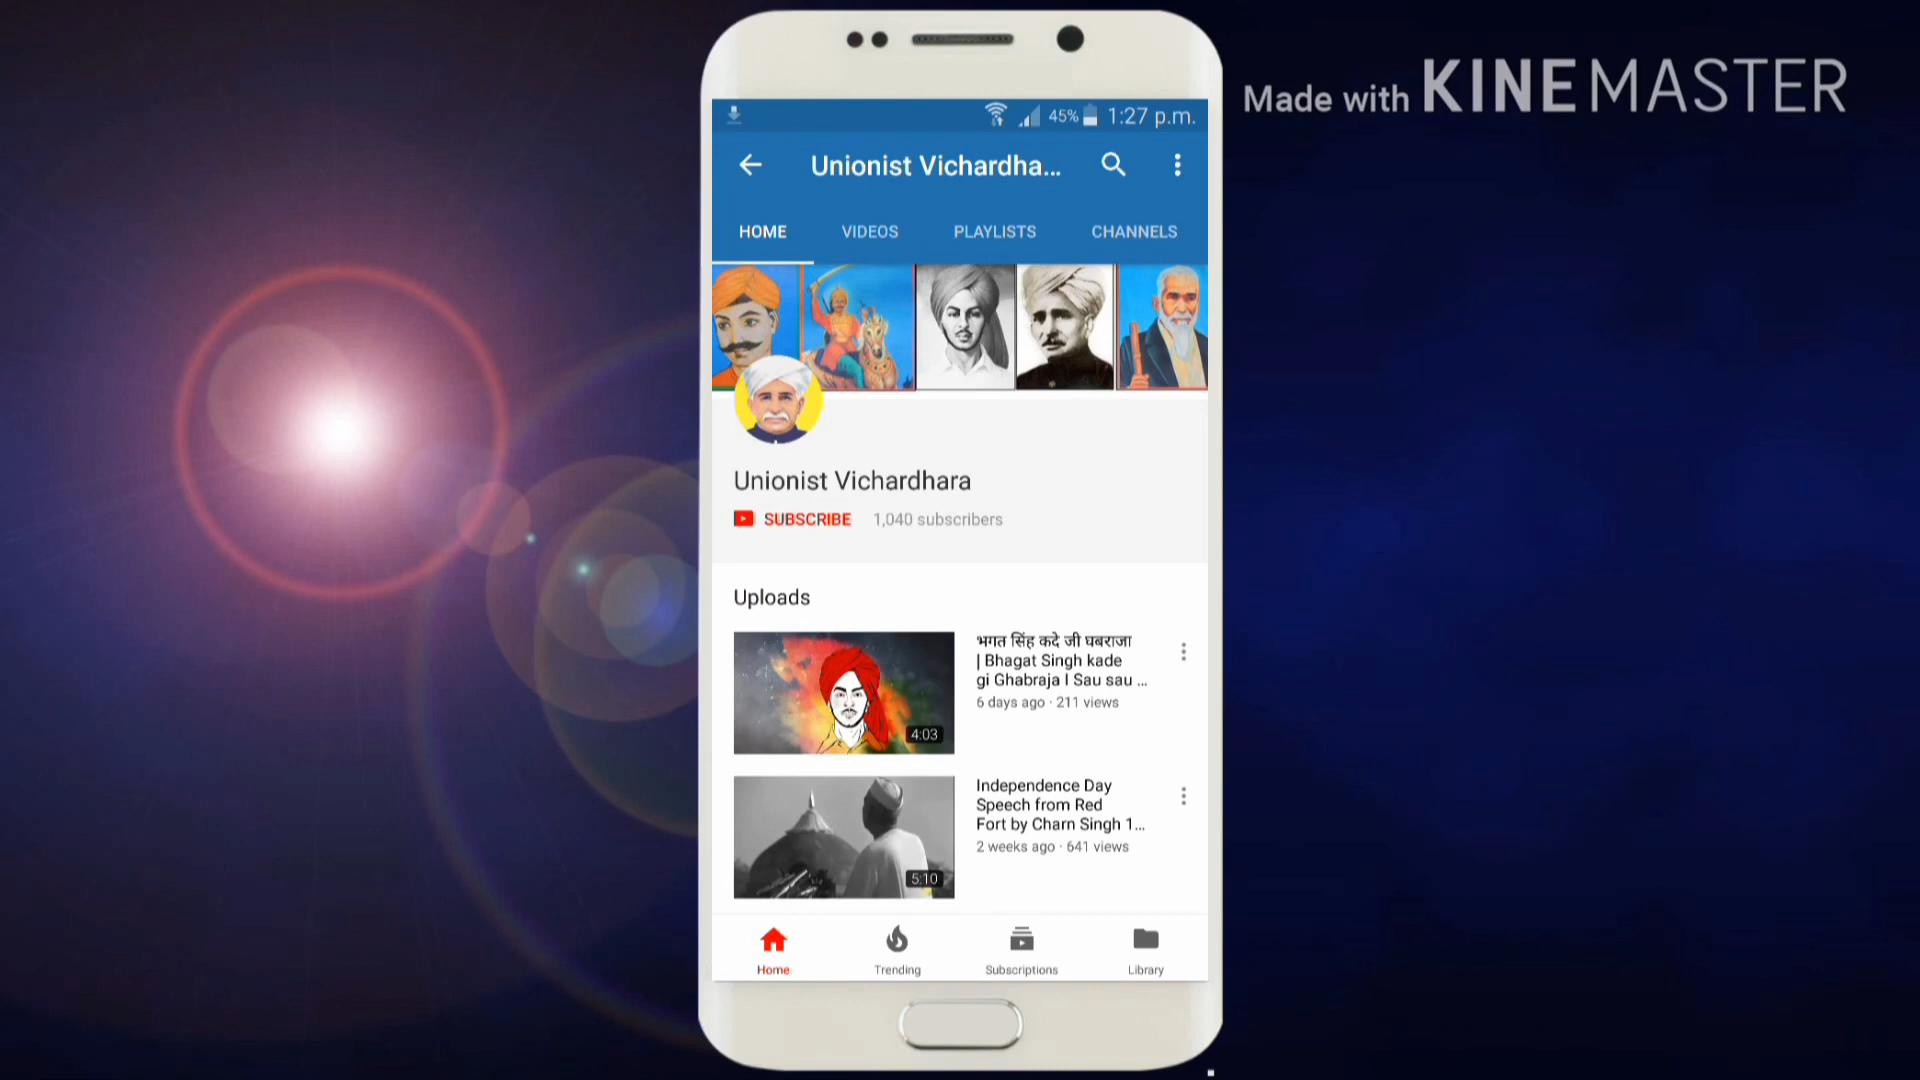 Made with KINEMASTER
45% 1:27 p.m.
Unionist Vichardha...
HOME VIDEOS PLAYLISTS CHANNELS
Unionist Vichardhara
SUBSCRIBE 1,040 subscribers
Uploads
भगत सिंह कदे जी घबराजा
| Bhagat Singh kade
gi Ghabraja I Sau sau ...
6 days ago · 211 views
4:03
Independence Day
Speech from Red
Fort by Charn Singh 1...
2 weeks ago · 641 views
5:10
Home Trending Subscriptions Library